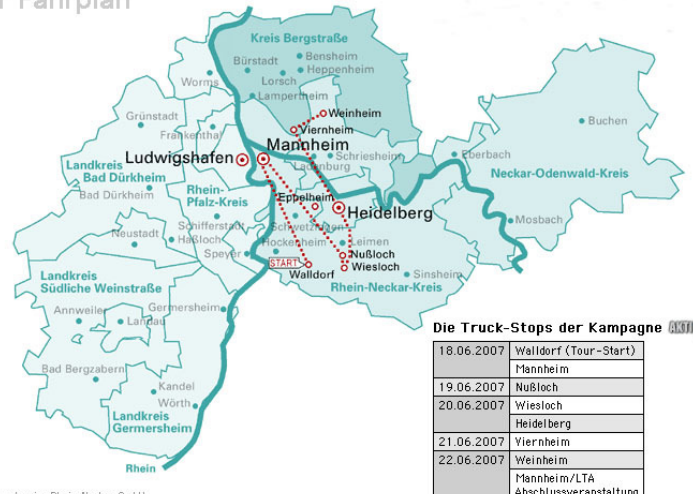 Fahrplan
Kreis Bergstraße
Bürstadt
Bensheim
Heppenheim
Lorsch
Worms
Lampertheim
Weinheim
Grünstadt
Viernheim
Buchen
Frankenthal
Mannheim
Ludwigshafen
Schriesheim
Ladenburg
Eberbach
Landkreis
Bad Dürkheim
Neckar-Odenwald-Kreis
Bad Dürkheim
Rhein-
Pfalz-Kreis
Eppelheim
Heidelberg
Schifferstadt
Schwetzingen
Mosbach
Neustadt
Haßloch
Hockenheim
Leimen
Speyer
Nußloch
START
Walldorf
Wiesloch
Landkreis
Südliche Weinstraße
Sinsheim
Rhein-Neckar-Kreis
Annweiler
Germersheim
Landau
Die Truck-Stops der Kampagne
18.06.2007 Walldorf (Tour-Start)
Mannheim
19.06.2007 Nußloch
20.06.2007 Wiesloch
Heidelberg
21.06.2007 Viernheim
22.06.2007 Weinheim
Mannheim/LTA
Abschlussveranstaltung
Bad Bergzabern
Kandel
Wörth
Landkreis
Germersheim
Rhein